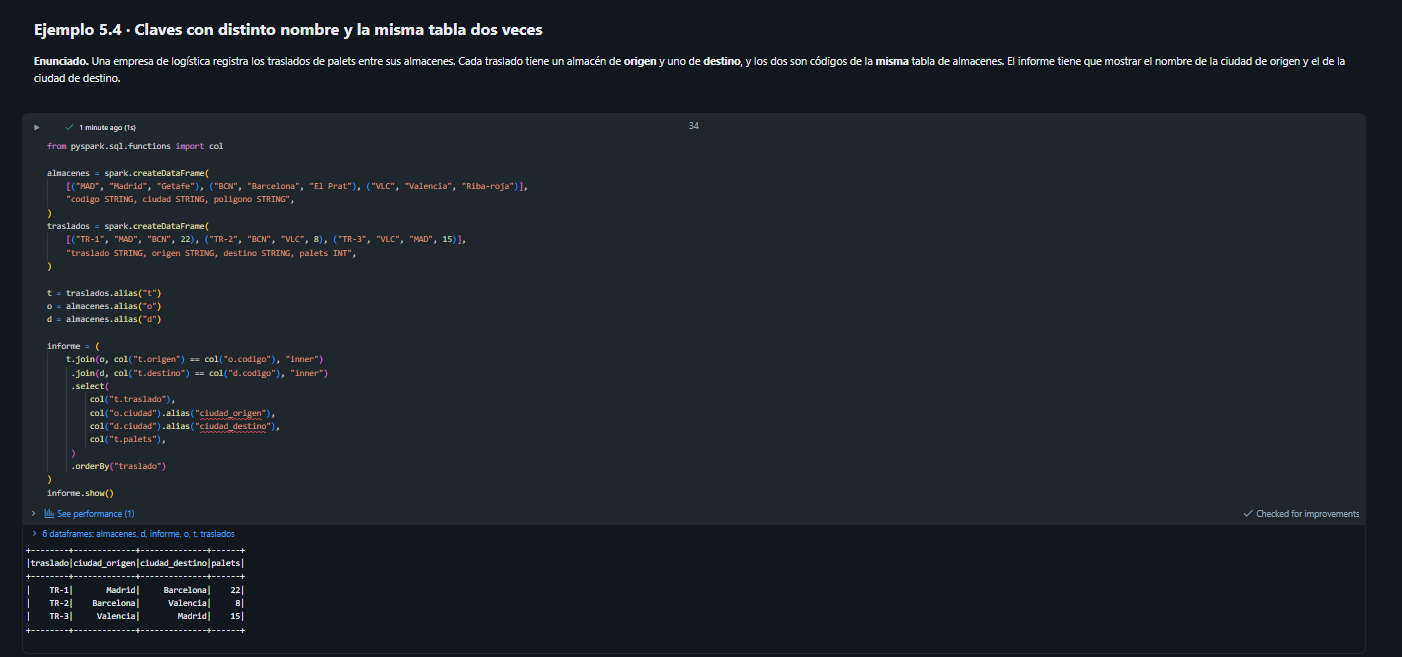 Ejemplo 5.4 · Claves con distinto nombre y la misma tabla dos veces
Enunciado. Una empresa de logística registra los traslados de palets entre sus almacenes. Cada traslado tiene un almacén de origen y uno de destino, y los dos son códigos de la misma tabla de almacenes. El informe tiene que mostrar el nombre de la ciudad de origen y el de la
ciudad de destino.
1 minute ago (1s)
34
from pyspark.sql.functions import col
almacenes = spark.createDataFrame(
[("MAD", "Madrid", "Getafe"), ("BCN", "Barcelona", "El Prat"), ("VLC", "Valencia", "Riba-roja")],
"codigo STRING, ciudad STRING, poligono STRING",
)
traslados = spark.createDataFrame(
[("TR-1", "MAD", "BCN", 22), ("TR-2", "BCN", "VLC", 8), ("TR-3", "VLC", "MAD", 15)],
"traslado STRING, origen STRING, destino STRING, palets INT",
)
t = traslados.alias("t")
o = almacenes.alias("o")
d = almacenes.alias("d")
informe = (
t.join(o, col("t.origen") == col("o.codigo"), "inner")
.join(d, col("t.destino") == col("d.codigo"), "inner")
.select(
col("t.traslado"),
col("o.ciudad").alias("ciudad_origen"),
col("d.ciudad").alias("ciudad_destino"),
col("t.palets"),
)
.orderBy("traslado")
)
informe.show()
See performance (1)
Checked for improvements
6 dataframes: almacenes, d, informe, o, t, traslados
+--------+-------------+--------------+------+
|traslado|ciudad_origen|ciudad_destino|palets|
+--------+-------------+--------------+------+
|    TR-1|       Madrid|     Barcelona|    22|
|    TR-2|    Barcelona|      Valencia|     8|
|    TR-3|     Valencia|        Madrid|    15|
+--------+-------------+--------------+------+